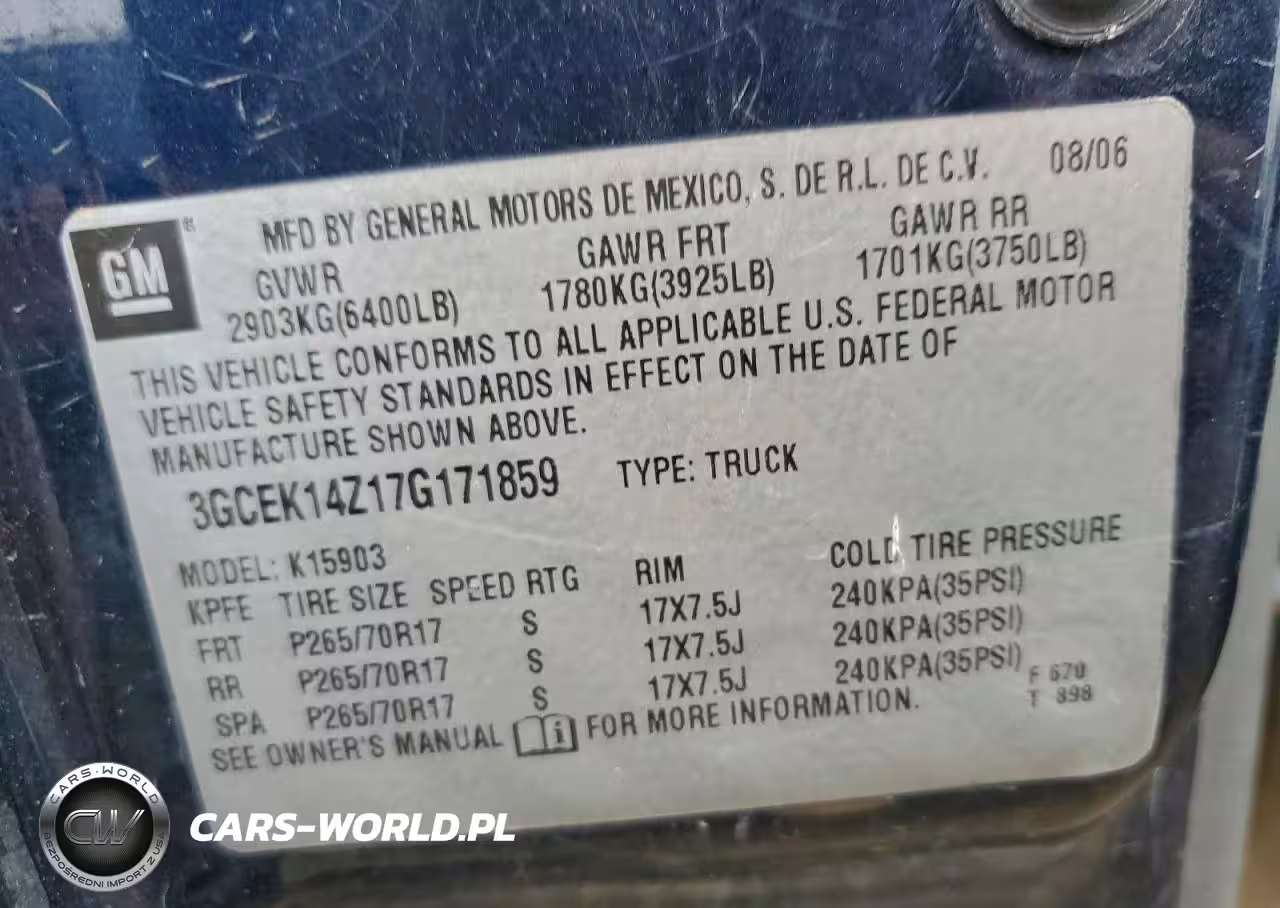 MFD BY GENERAL MOTORS DE MEXICO, S. DE R.L. DE C.V. 08/06
GM ®
GVWR GAWR FRT GAWR RR
2903KG(6400LB) 1780KG(3925LB) 1701KG(3750LB)
THIS VEHICLE CONFORMS TO ALL APPLICABLE U.S. FEDERAL MOTOR
VEHICLE SAFETY STANDARDS IN EFFECT ON THE DATE OF
MANUFACTURE SHOWN ABOVE.
3GCEK14Z17G171859 TYPE: TRUCK
MODEL: K15903
KPFE TIRE SIZE SPEED RTG RIM COLD TIRE PRESSURE
FRT P265/70R17 S 17X7.5J 240KPA(35PSI)
RR P265/70R17 S 17X7.5J 240KPA(35PSI)
SPA P265/70R17 S 17X7.5J 240KPA(35PSI)
SEE OWNER'S MANUAL i FOR MORE INFORMATION.
F 670
T 898
CARS-WORLD
CW
BEZPOŚREDNI IMPORT Z USA
CARS-WORLD.PL